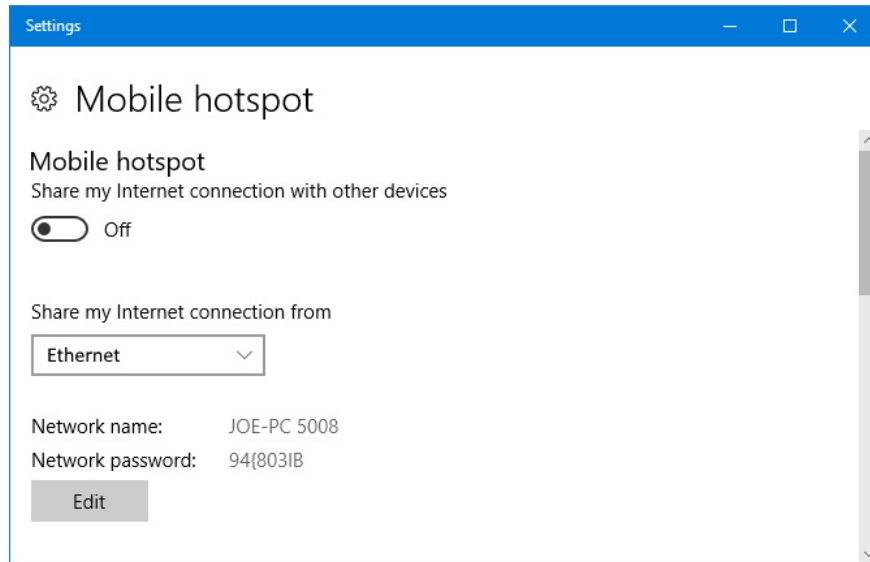 Settings
Mobile hotspot
Mobile hotspot
Share my Internet connection with other devices
Off
Share my Internet connection from
Ethernet
Network name: JOE-PC 5008
Network password: 94{803IB
Edit